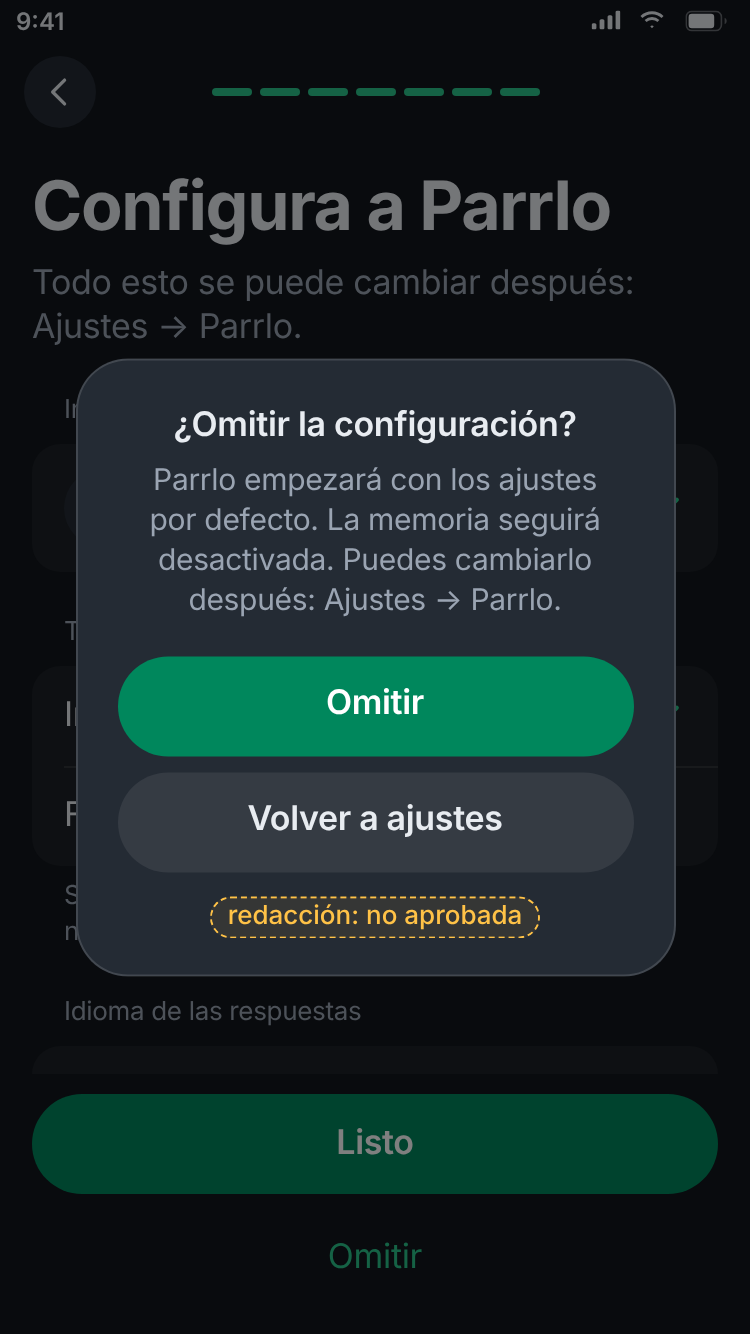 9:41
Configura a Parrlo
Todo esto se puede cambiar después:
Ajustes → Parrlo.
¿Omitir la configuración?
Parrlo empezará con los ajustes
por defecto. La memoria seguirá
desactivada. Puedes cambiarlo
después: Ajustes → Parrlo.
Omitir
Volver a ajustes
redacción: no aprobada
Idioma de las respuestas
Listo
Omitir